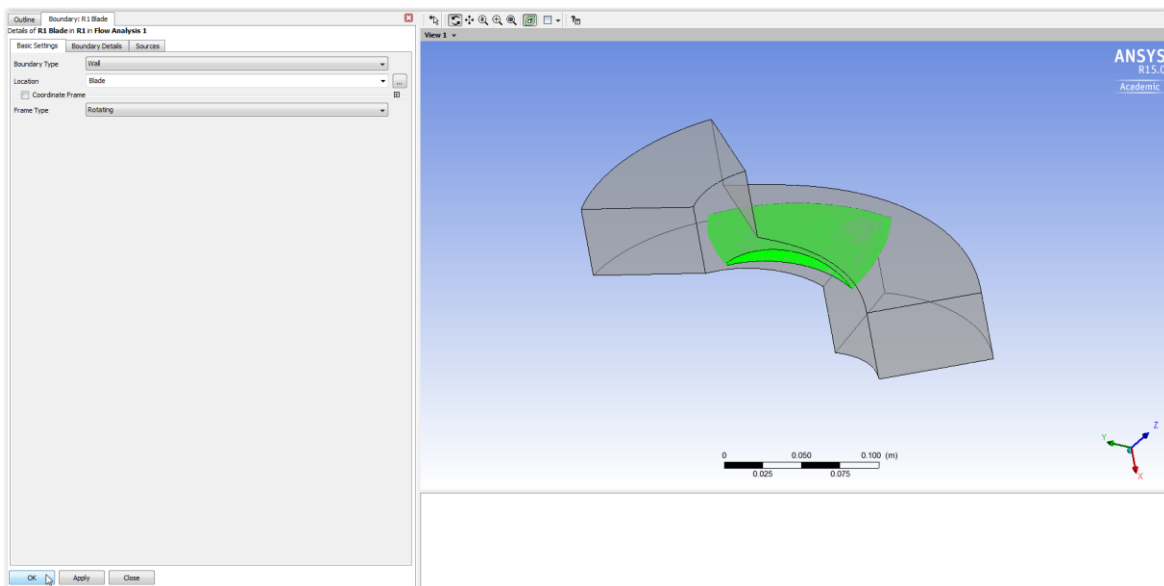 Outline Boundary: R1 Blade
Details of R1 Blade in R1 in Flow Analysis 1
Basic Settings Boundary Details Sources
Boundary Type Wall
Location Blade ...
Coordinate Frame
Frame Type Rotating
OK Apply Close
View 1
ANSYS
R15.0
Academic
0 0.050 0.100 (m)
0.025 0.075
Y Z
X